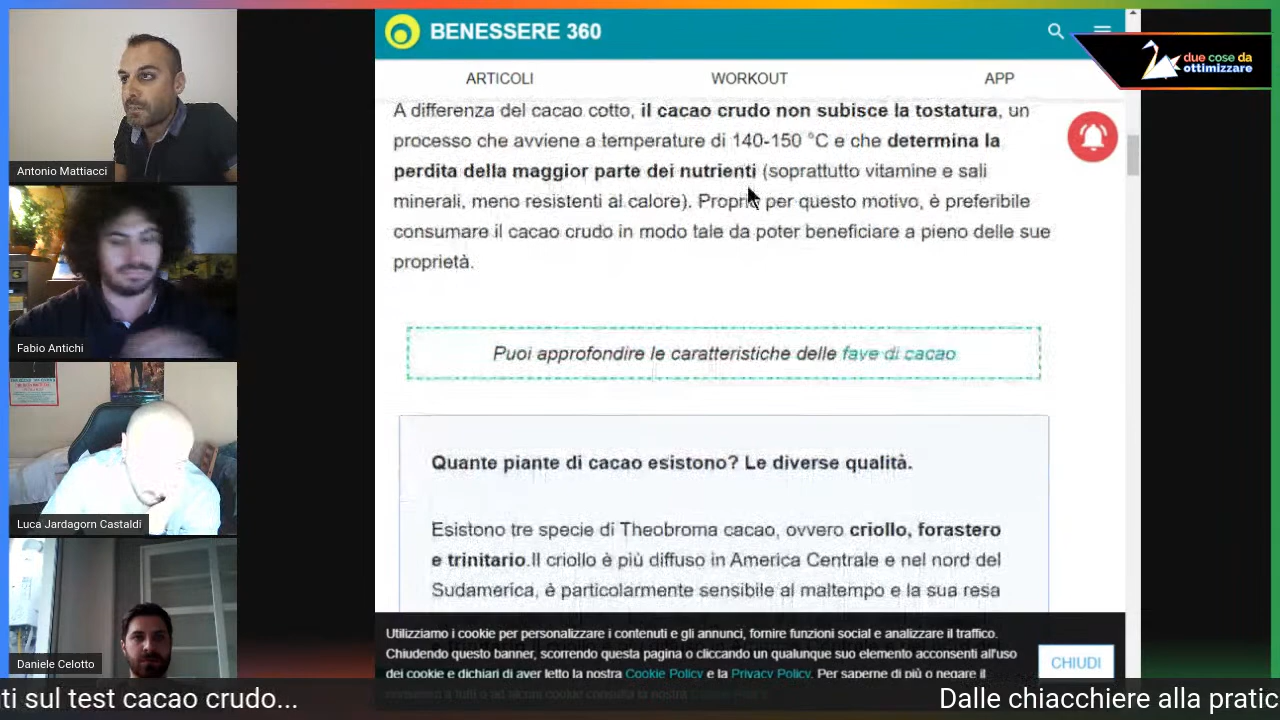 BENESSERE 360
due cose da
ottimizzare
ARTICOLI WORKOUT APP
A differenza del cacao cotto, il cacao crudo non subisce la tostatura, un
processo che avviene a temperature di 140-150 °C e che determina la
perdita della maggior parte dei nutrienti (soprattutto vitamine e sali
minerali, meno resistenti al calore). Proprio per questo motivo, è preferibile
consumare il cacao crudo in modo tale da poter beneficiare a pieno delle sue
proprietà.
Puoi approfondire le caratteristiche delle fave di cacao
Quante piante di cacao esistono? Le diverse qualità.
Esistono tre specie di Theobroma cacao, ovvero criollo, forastero
e trinitario.Il criollo è più diffuso in America Centrale e nel nord del
Sudamerica, è particolarmente sensibile al maltempo e la sua resa
Utilizziamo i cookie per personalizzare i contenuti e gli annunci, fornire funzioni social e analizzare il traffico.
Chiudendo questo banner, scorrendo questa pagina o cliccando un qualunque suo elemento acconsenti all'uso
dei cookie e dichiari di aver letto la nostra Cookie Policy e la Privacy Policy. Per saperne di più o negare il
CHIUDI
Antonio Mattiacci
Fabio Antichi
Luca Jardagorn Castaldi
Daniele Celotto
ti sul test cacao crudo... Dalle chiacchiere alla pratic